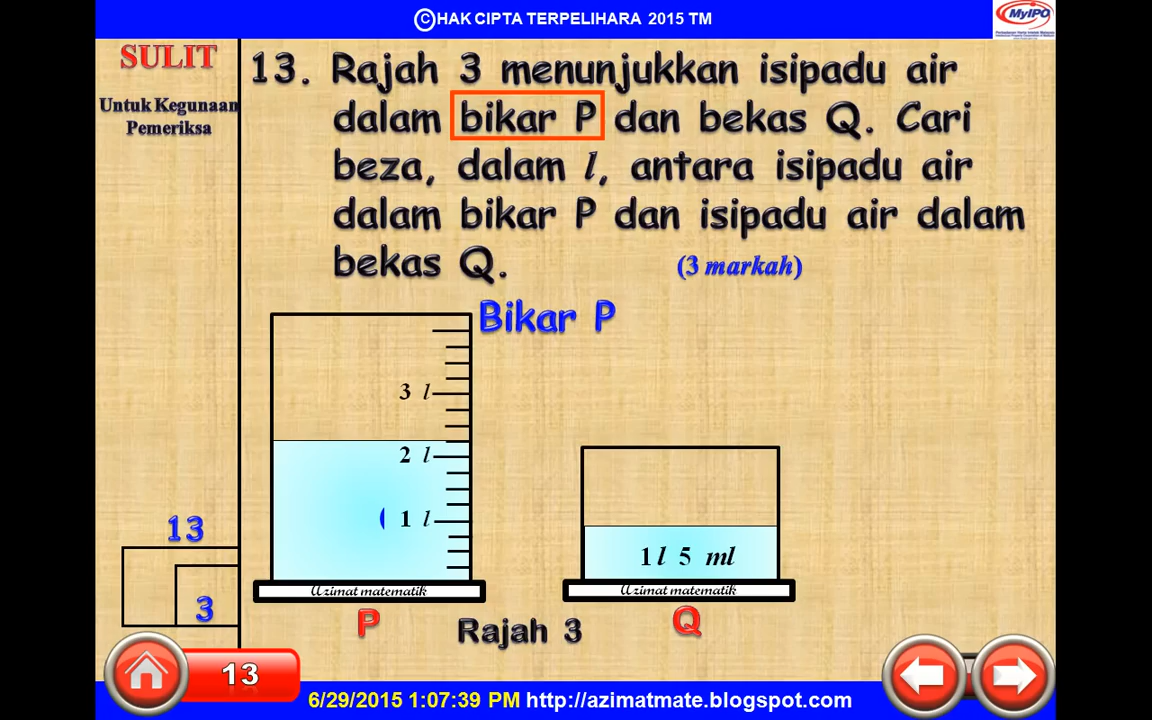 ©HAK CIPTA TERPELIHARA 2015 TM
MyIPO
SULIT
Untuk Kegunaan
Pemeriksa
13. Rajah 3 menunjukkan isipadu air
dalam bikar P dan bekas Q. Cari
beza, dalam l, antara isipadu air
dalam bikar P dan isipadu air dalam
bekas Q.
(3 markah)
Bikar P
3 l
2 l
( 1 l
1 l 5 ml
Azimat matematik
Azimat matematik
P
Q
Rajah 3
13
3
13
6/29/2015 1:07:39 PM http://azimatmate.blogspot.com